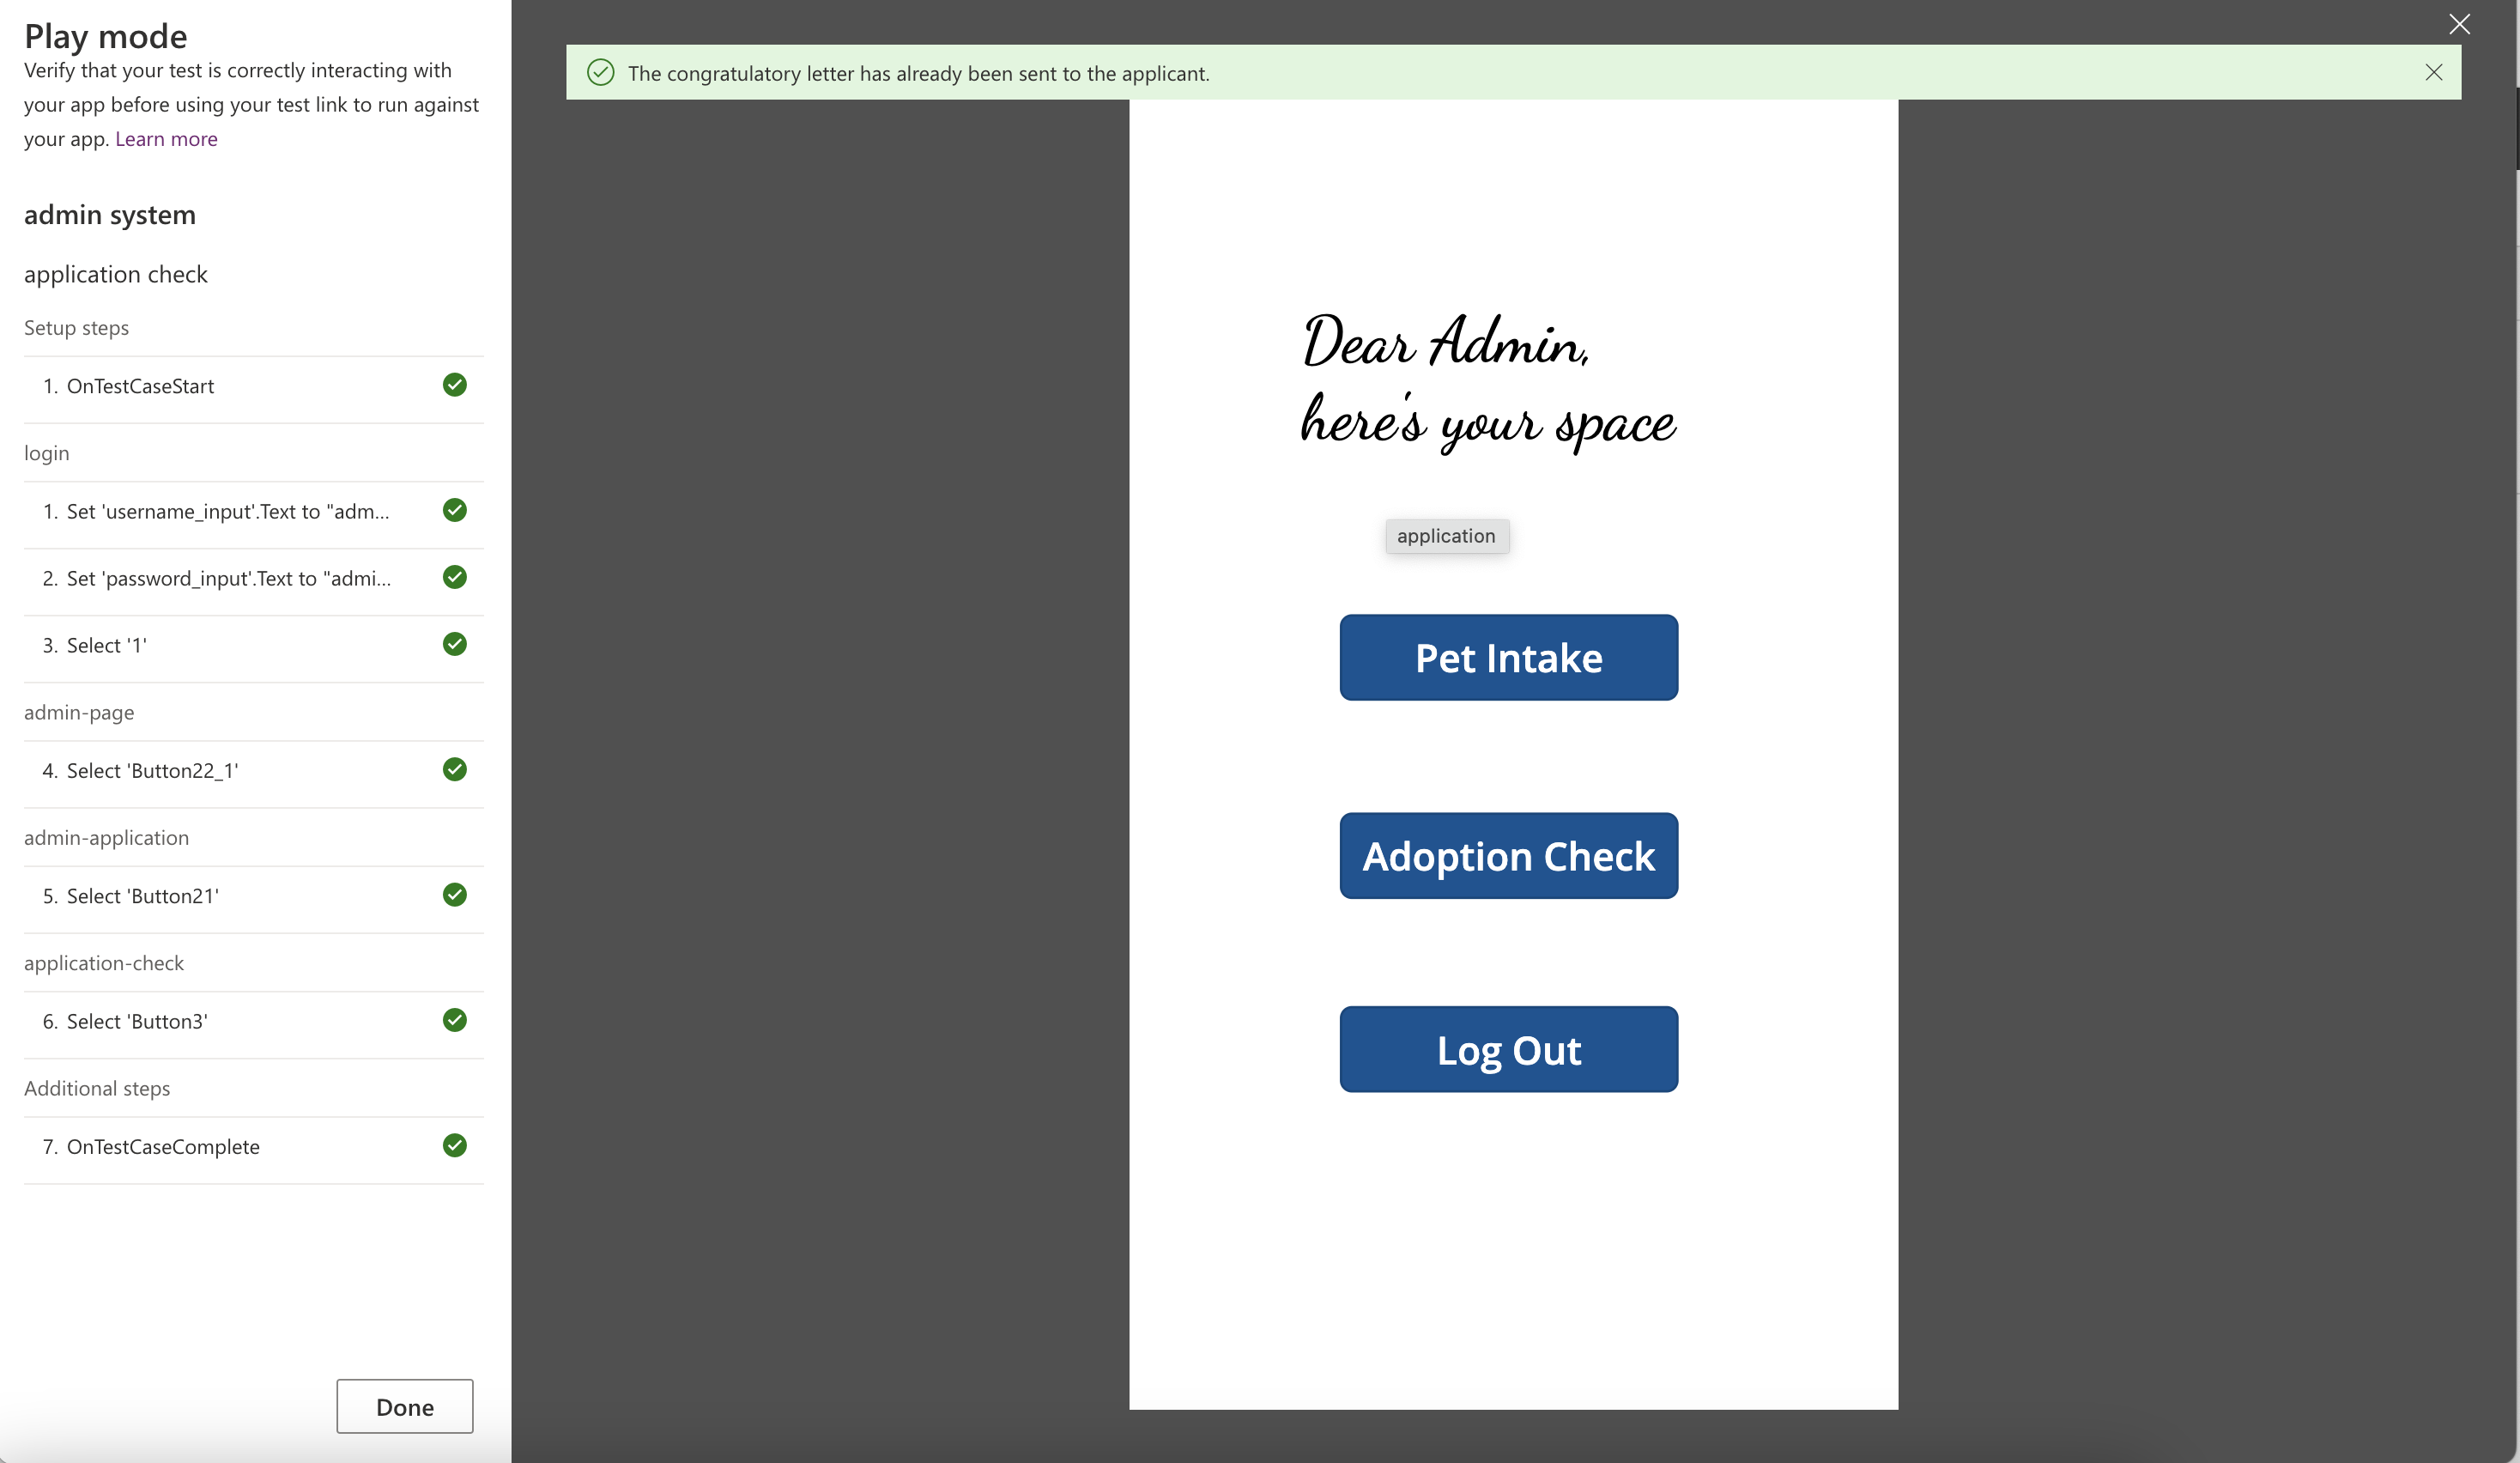 Play mode
Verify that your test is correctly interacting with
your app before using your test link to run against
your app. Learn more
admin system
application check
Setup steps
1. OnTestCaseStart
login
1. Set 'username_input'.Text to "adm...
2. Set 'password_input'.Text to "admi...
3. Select '1'
admin-page
4. Select 'Button22_1'
admin-application
5. Select 'Button21'
application-check
6. Select 'Button3'
Additional steps
7. OnTestCaseComplete
Done
The congratulatory letter has already been sent to the applicant.
Dear Admin,
here's your space
application
Pet Intake
Adoption Check
Log Out